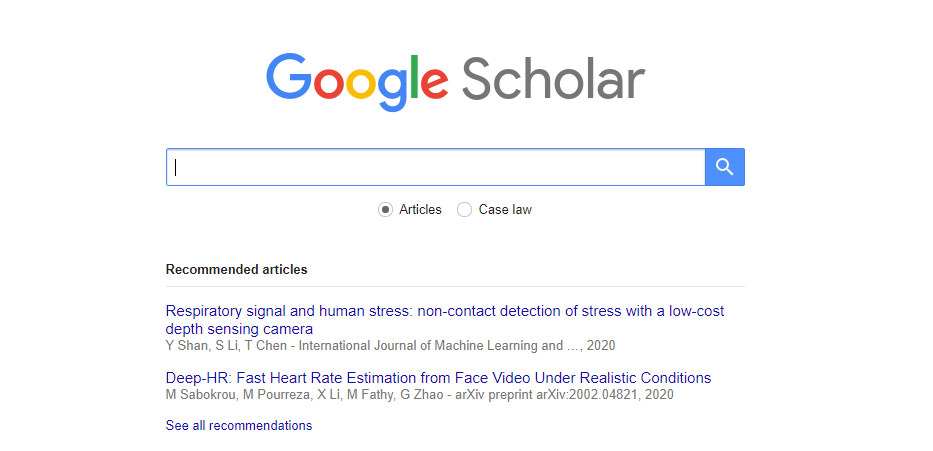 Google Scholar
Articles Case law
Recommended articles
Respiratory signal and human stress: non-contact detection of stress with a low-cost
depth sensing camera
Y Shan, S Li, T Chen - International Journal of Machine Learning and ..., 2020
Deep-HR: Fast Heart Rate Estimation from Face Video Under Realistic Conditions
M Sabokrou, M Pourreza, X Li, M Fathy, G Zhao - arXiv preprint arXiv:2002.04821, 2020
See all recommendations